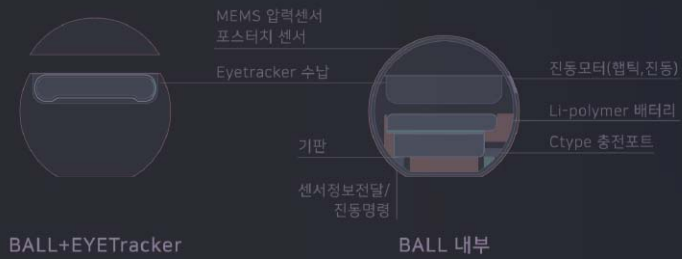 MEMS 압력센서
포스터치 센서
Eyetracker 수납
진동모터(햅틱,진동)
Li-polymer 배터리
기판
Ctype 충전포트
센서정보전달/
진동명령
BALL+EYETracker
BALL 내부